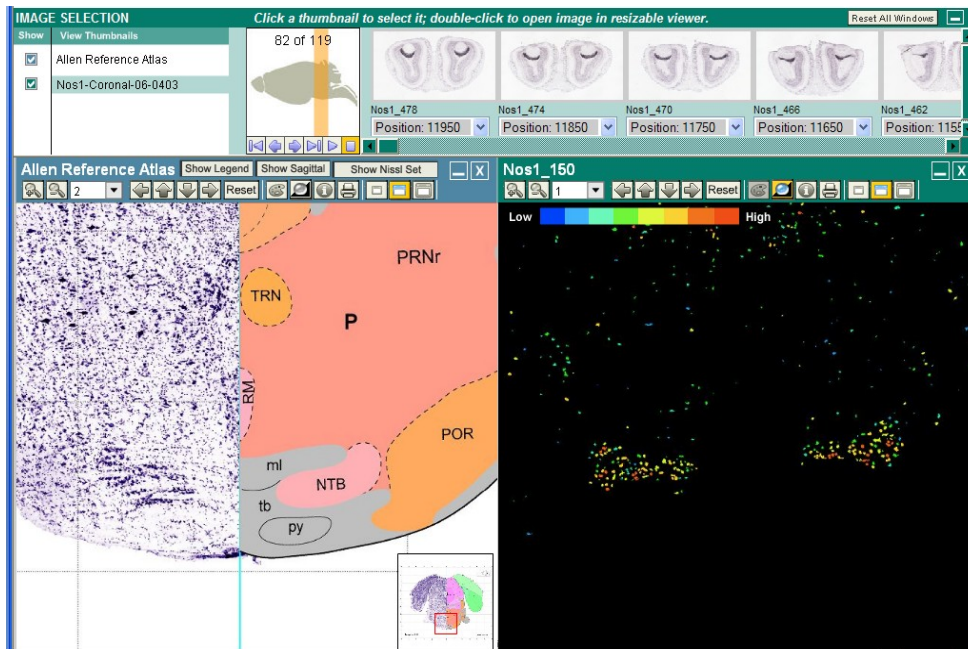 IMAGE SELECTION
Click a thumbnail to select it; double-click to open image in resizable viewer.
Reset All Windows
Show View Thumbnails
Allen Reference Atlas
Nos1-Coronal-06-0403
82 of 119
Nos1_478 Nos1_474 Nos1_470 Nos1_466 Nos1_462
Position: 11950 Position: 11850 Position: 11750 Position: 11650 Position: 1155
Allen Reference Atlas Show Legend Show Sagittal Show Nissl Set
2 Reset
Nos1_150
1 Reset
Low High
PRNr
TRN
P
RM
POR
ml
NTB
tb
py